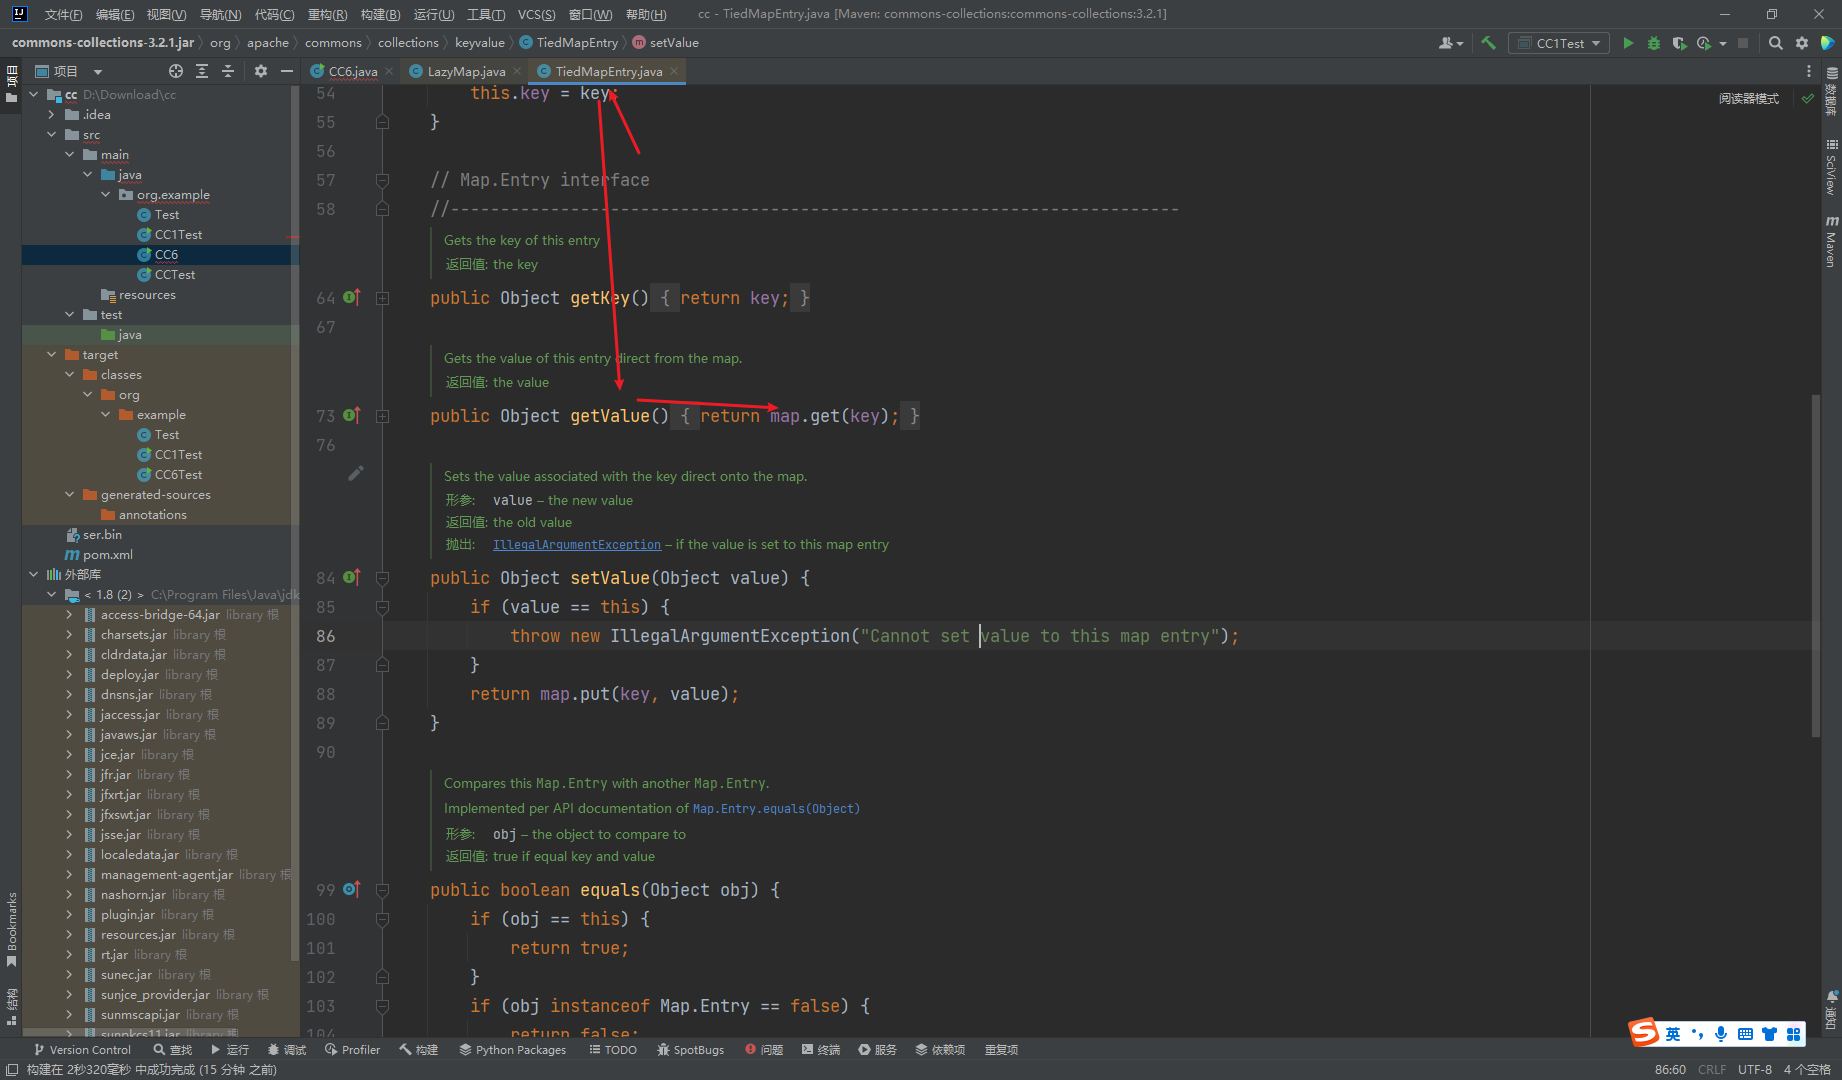 文件(F) 编辑(E) 视图(V) 导航(N) 代码(C) 重构(R) 构建(B) 运行(U) 工具(T) VCS(S) 窗口(W) 帮助(H) cc - TiedMapEntry.java [Maven: commons-collections:commons-collections:3.2.1]
commons-collections-3.2.1.jar org apache commons collections keyvalue TiedMapEntry setValue CC1Test
项目
项目
CC6.java LazyMap.java TiedMapEntry.java
阅读器模式
cc D:\Download\cc
.idea
src
main
java
org.example
Test
CC1Test
CC6
CCTest
resources
test
java
target
classes
org
example
Test
CC1Test
CC6Test
generated-sources
annotations
ser.bin
pom.xml
外部库
< 1.8 (2) > C:\Program Files\Java\jdk
access-bridge-64.jar library 根
charsets.jar library 根
cldrdata.jar library 根
deploy.jar library 根
dnsns.jar library 根
jaccess.jar library 根
javaws.jar library 根
jce.jar library 根
jfr.jar library 根
jfxrt.jar library 根
jfxswt.jar library 根
jsse.jar library 根
localedata.jar library 根
management-agent.jar library 根
nashorn.jar library 根
plugin.jar library 根
resources.jar library 根
rt.jar library 根
sunec.jar library 根
sunjce_provider.jar library 根
sunmscapi.jar library 根
sunpkcs11.jar library 根
54 this.key = key;
55 }
56
57 // Map.Entry interface
58 //-------------------------------------------------------------------------
Gets the key of this entry
返回值: the key
64 public Object getKey() { return key; }
67
Gets the value of this entry direct from the map.
返回值: the value
73 public Object getValue() { return map.get(key); }
76
Sets the value associated with the key direct onto the map.
形参: value – the new value
返回值: the old value
抛出: IllegalArgumentException – if the value is set to this map entry
84 public Object setValue(Object value) {
85 if (value == this) {
86 throw new IllegalArgumentException("Cannot set value to this map entry");
87 }
88 return map.put(key, value);
89 }
90
Compares this Map.Entry with another Map.Entry.
Implemented per API documentation of Map.Entry.equals(Object)
形参: obj – the object to compare to
返回值: true if equal key and value
99 public boolean equals(Object obj) {
100 if (obj == this) {
101 return true;
102 }
103 if (obj instanceof Map.Entry == false) {
104 return false;
数据库
SciView
m Maven
通知
Bookmarks
结构
英
Version Control 查找 运行 调试 Profiler 构建 Python Packages TODO SpotBugs 问题 终端 服务 依赖项 重复项
构建在 2秒320毫秒 中成功完成 (15 分钟 之前) 86:60 CRLF UTF-8 4 个空格